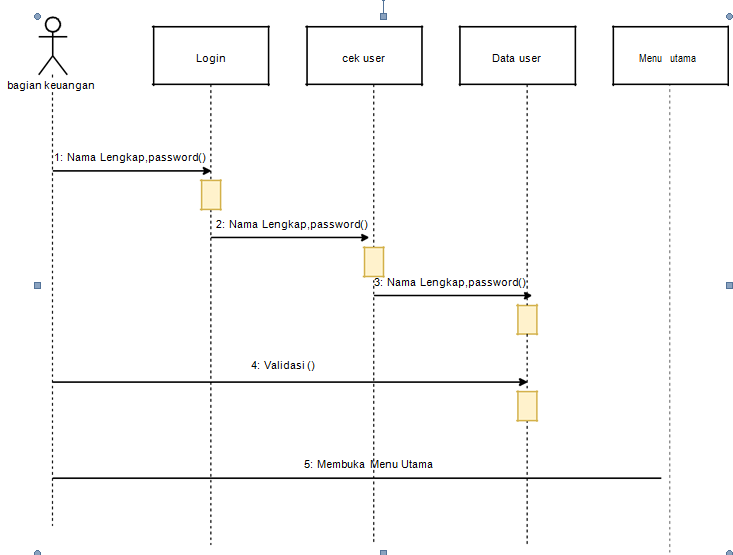 Login
cek user
Data user
Menu utama
bagian keuangan
1: Nama Lengkap,password()
2: Nama Lengkap,password()
3: Nama Lengkap,password()
4: Validasi ()
5: Membuka Menu Utama